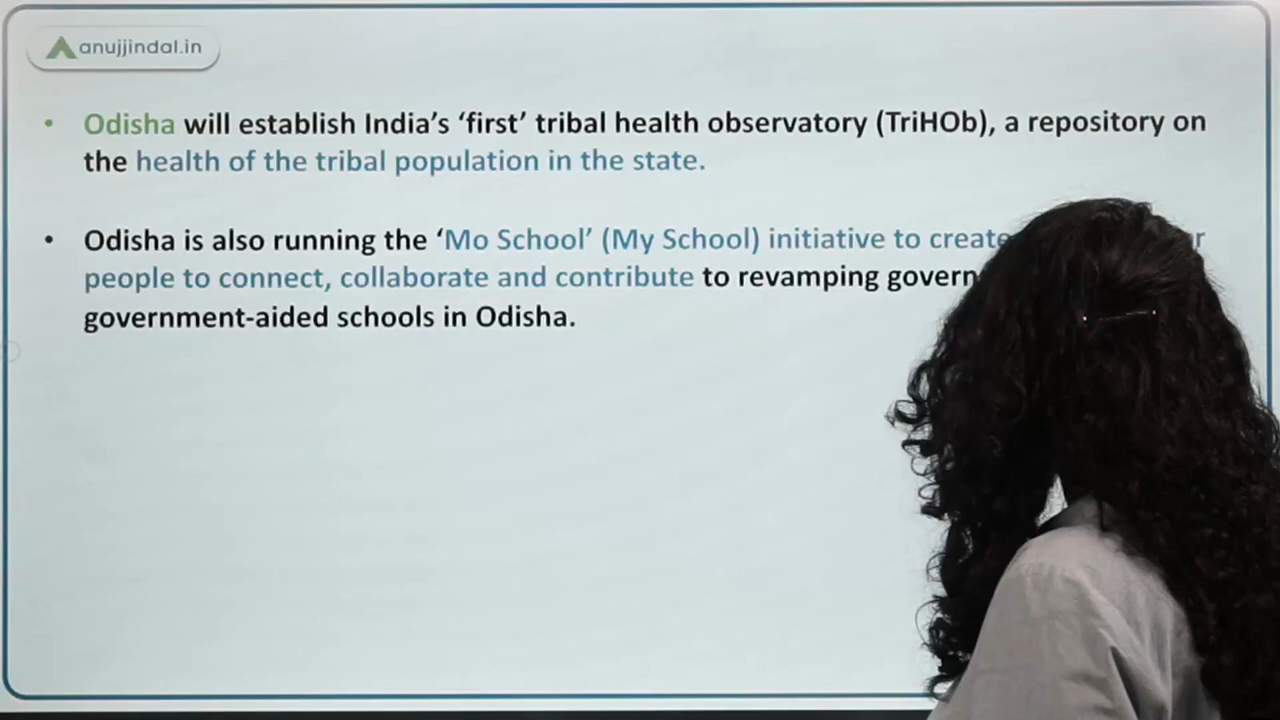 anujjindal.in
• Odisha will establish India's 'first' tribal health observatory (TriHOb), a repository on
the health of the tribal population in the state.
• Odisha is also running the 'Mo School' (My School) initiative to create
people to connect, collaborate and contribute to revamping
government-aided schools in Odisha.